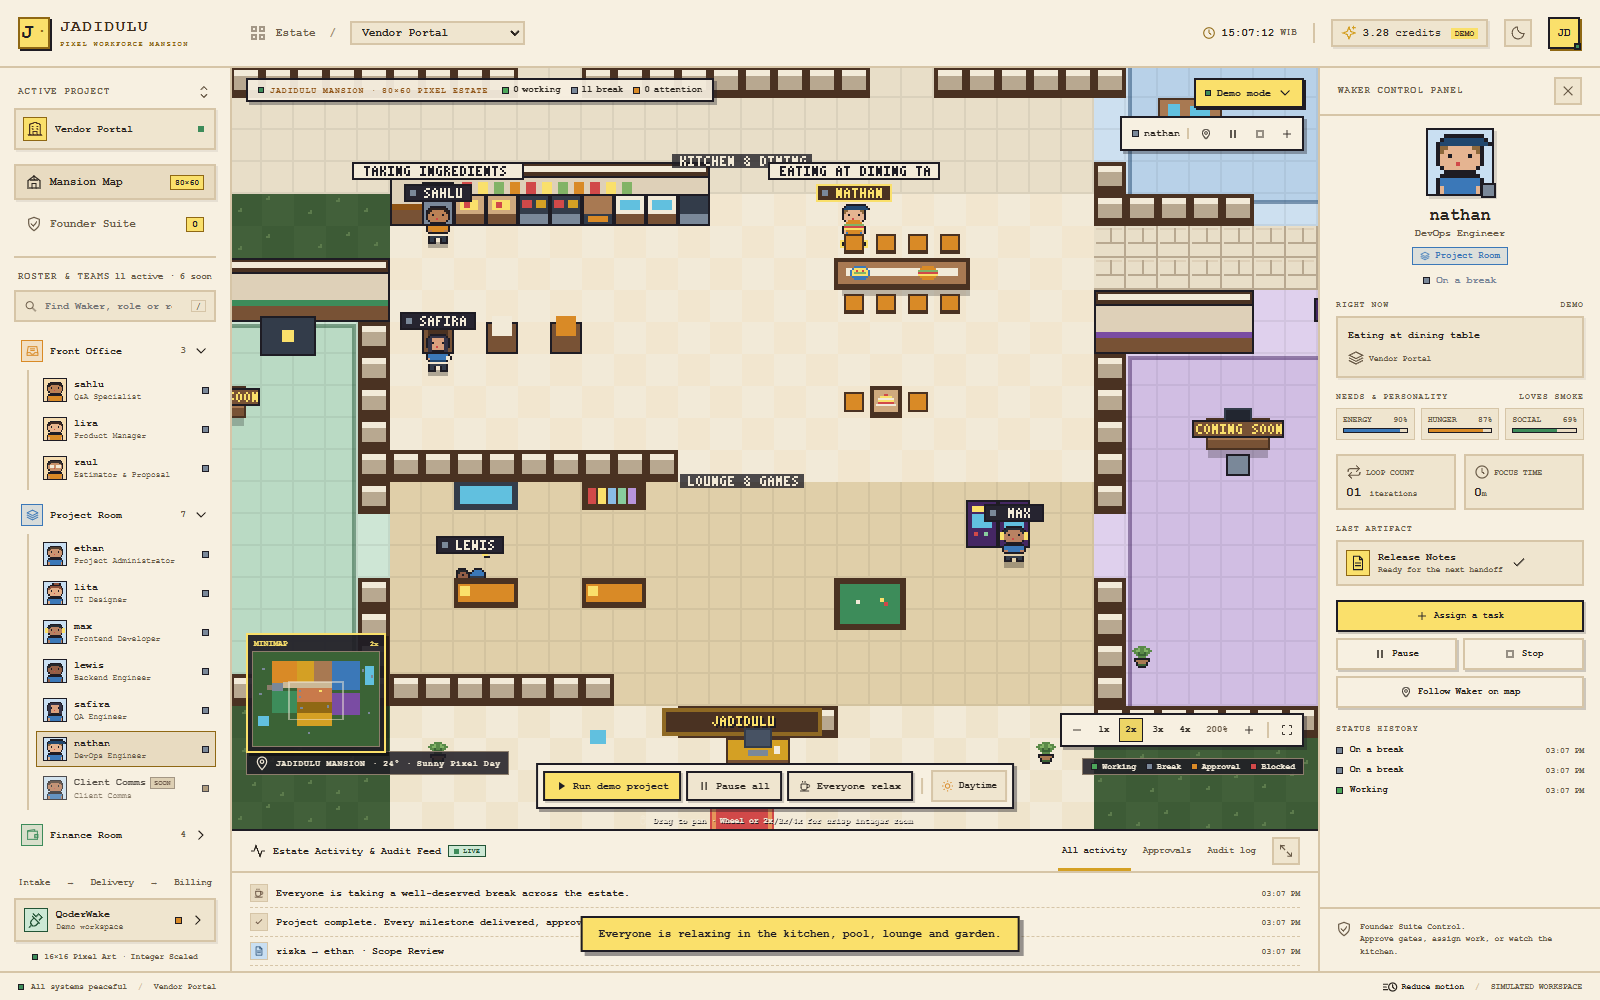 JADIDULU
PIXEL WORKFORCE MANSION
Estate / Vendor Portal
15:07:12 WIB
3.28 credits DEMO
JD
ACTIVE PROJECT
Vendor Portal
Mansion Map 80×60
Founder Suite 0
ROSTER & TEAMS 11 active · 6 soon
Find Waker, role or r /
Front Office 3
sahlu
Q&A Specialist
lira
Product Manager
raul
Estimator & Proposal
Project Room 7
ethan
Project Administrator
lita
UI Designer
max
Frontend Developer
lewis
Backend Engineer
safira
QA Engineer
nathan
DevOps Engineer
Client Comms SOON
Client Comms
Finance Room 4
Intake → Delivery → Billing
QoderWake
Demo workspace
16×16 Pixel Art · Integer Scaled
JADIDULU MANSION · 80×60 PIXEL ESTATE 0 working 11 break 0 attention
Demo mode
nathan
KITCHEN & DINING
TAKING INGREDIENTS
EATING AT DINING TA
SAHLU
NATHAN
SAFIRA
OON
COMING SOON
LOUNGE & GAMES
MAX
LEWIS
MINIMAP 2x
JADIDULU
JADIDULU MANSION · 24° · Sunny Pixel Day
− 1x 2x 3x 4x 200% +
Working Break Approval Blocked
Run demo project
Pause all
Everyone relax
Daytime
Drag to pan · Wheel or 2x/3x/4x for crisp integer zoom
Estate Activity & Audit Feed LIVE
All activity Approvals Audit log
Everyone is taking a well-deserved break across the estate. 03:07 PM
Project complete. Every milestone delivered, approv 03:07 PM
rizka → ethan · Scope Review 03:07 PM
Everyone is relaxing in the kitchen, pool, lounge and garden.
WAKER CONTROL PANEL
nathan
DevOps Engineer
Project Room
On a break
RIGHT NOW DEMO
Eating at dining table
Vendor Portal
NEEDS & PERSONALITY LOVES SMOKE
ENERGY 90%
HUNGER 87%
SOCIAL 69%
LOOP COUNT
01 iterations
FOCUS TIME
0m
LAST ARTIFACT
Release Notes
Ready for the next handoff
+ Assign a task
Pause
Stop
Follow Waker on map
STATUS HISTORY
On a break 03:07 PM
On a break 03:07 PM
Working 03:07 PM
Founder Suite Control.
Approve gates, assign work, or watch the
kitchen.
All systems peaceful / Vendor Portal
Reduce motion / SIMULATED WORKSPACE